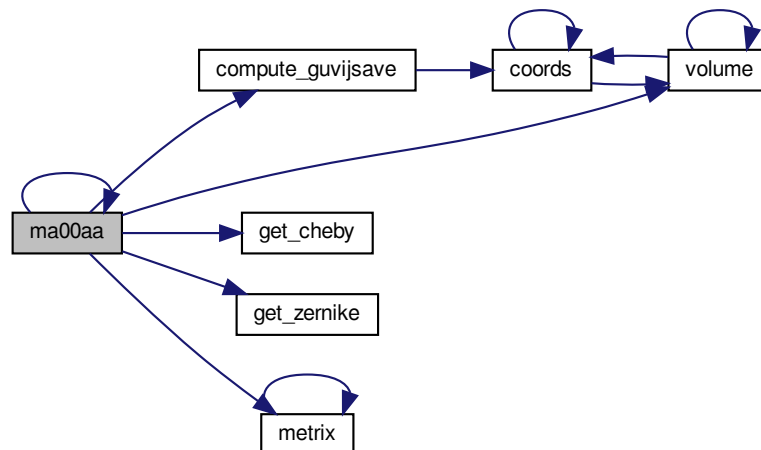 compute_guvijsave
coords
volume
ma00aa
get_cheby
get_zernike
metrix